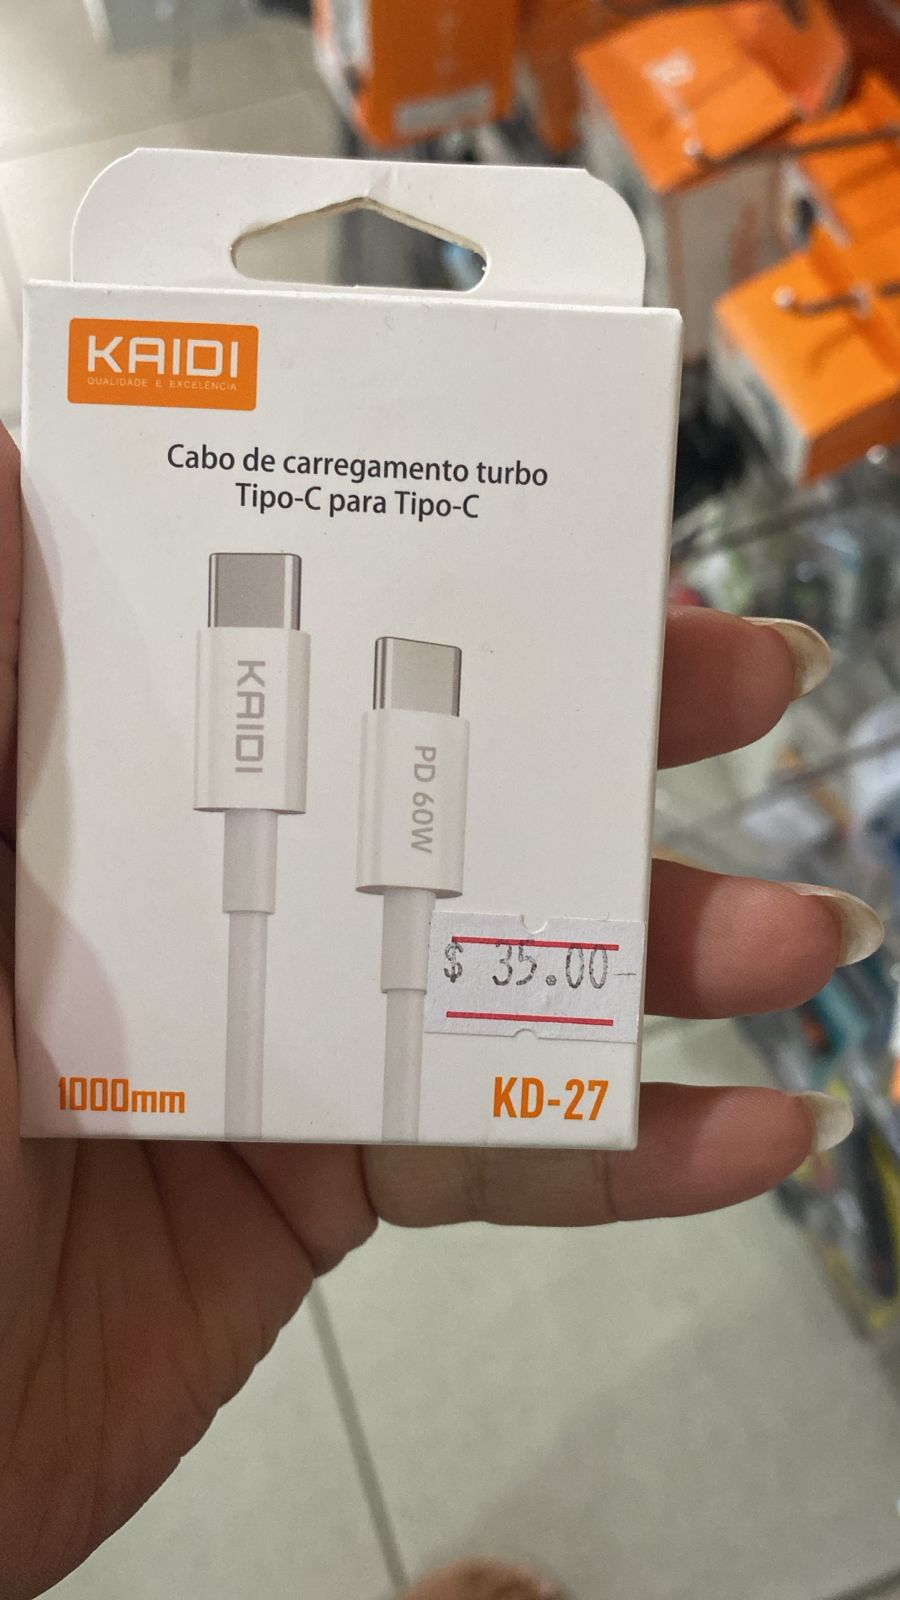 KAIDI
QUALIDADE E EXCELÊNCIA
Cabo de carregamento turbo
Tipo-C para Tipo-C
KAIDI
PD 60W
$ 35.00
1000mm
KD-27